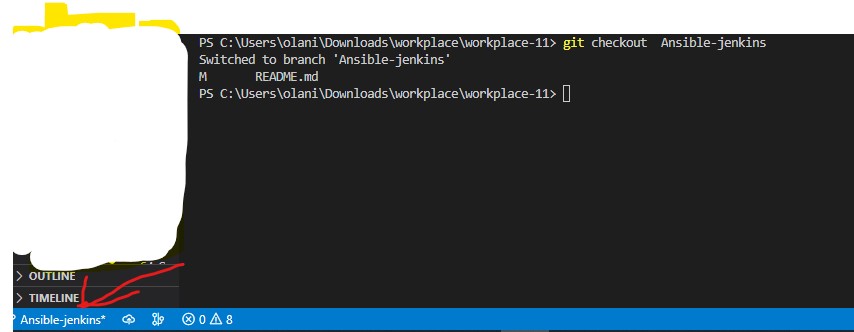 PS C:\Users\olani\Downloads\workplace\workplace-11> git checkout  Ansible-jenkins
Switched to branch 'Ansible-jenkins'
M       README.md
PS C:\Users\olani\Downloads\workplace\workplace-11>
> OUTLINE
> TIMELINE
Ansible-jenkins* 0 8